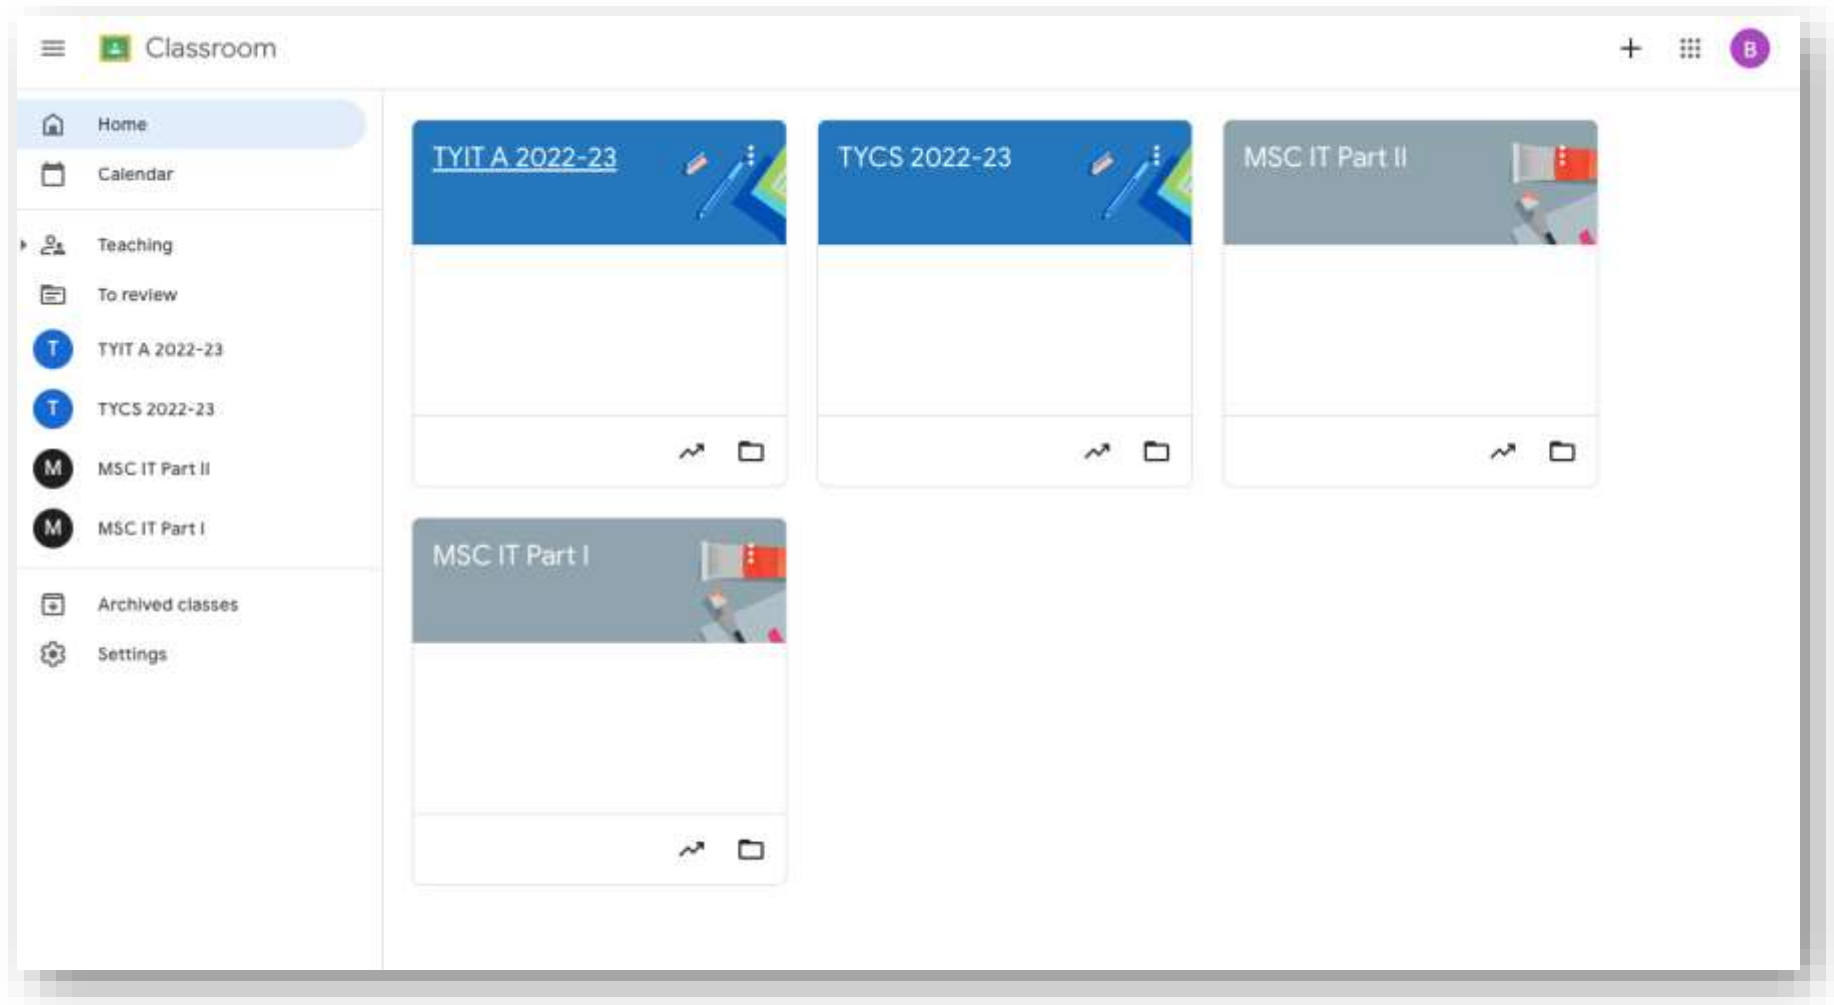 Classroom
B
Home
Calendar
Teaching
To review
T TYIT A 2022-23
T TYCS 2022-23
M MSC IT Part II
M MSC IT Part I
Archived classes
Settings
TYIT A 2022-23
TYCS 2022-23
MSC IT Part II
MSC IT Part I